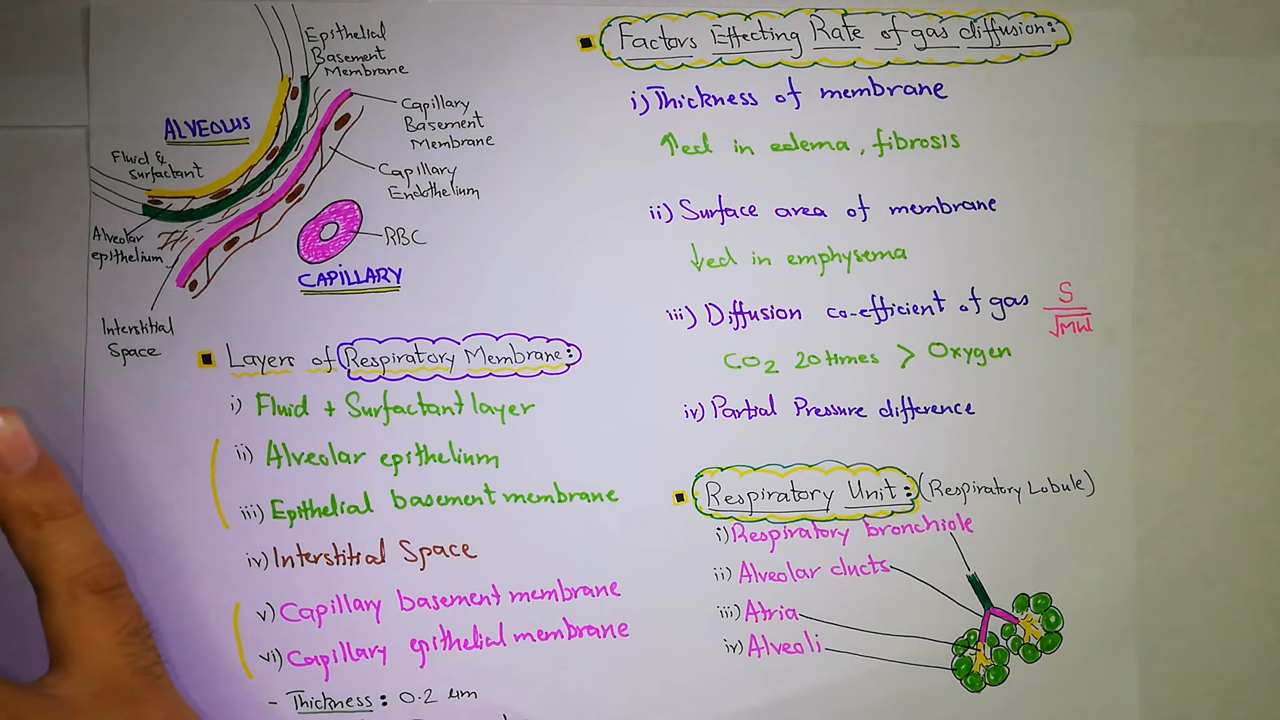 Epithelial
Basement
Membrane
ALVEOLUS
Fluid &
Surfactant
Capillary
Basement
Membrane
Capillary
Endothelium
RBC
CAPILLARY
Alveolar
epithelium
Interstitial
Space
Layers of Respiratory Membrane:
i) Fluid + Surfactant layer
ii) Alveolar epithelium
iii) Epithelial basement membrane
iv) Interstitial Space
v) Capillary basement membrane
vi) Capillary epithelial membrane
- Thickness: 0.2 µm
Factors Effecting Rate of gas diffusion:
i) Thickness of membrane
↑ed in edema, fibrosis
ii) Surface area of membrane
↓ed in emphysema
iii) Diffusion co-efficient of gas S/√MW
CO2 20 times > Oxygen
iv) Partial Pressure difference
Respiratory Unit: (Respiratory Lobule)
i) Respiratory bronchiole
ii) Alveolar ducts
iii) Atria
iv) Alveoli